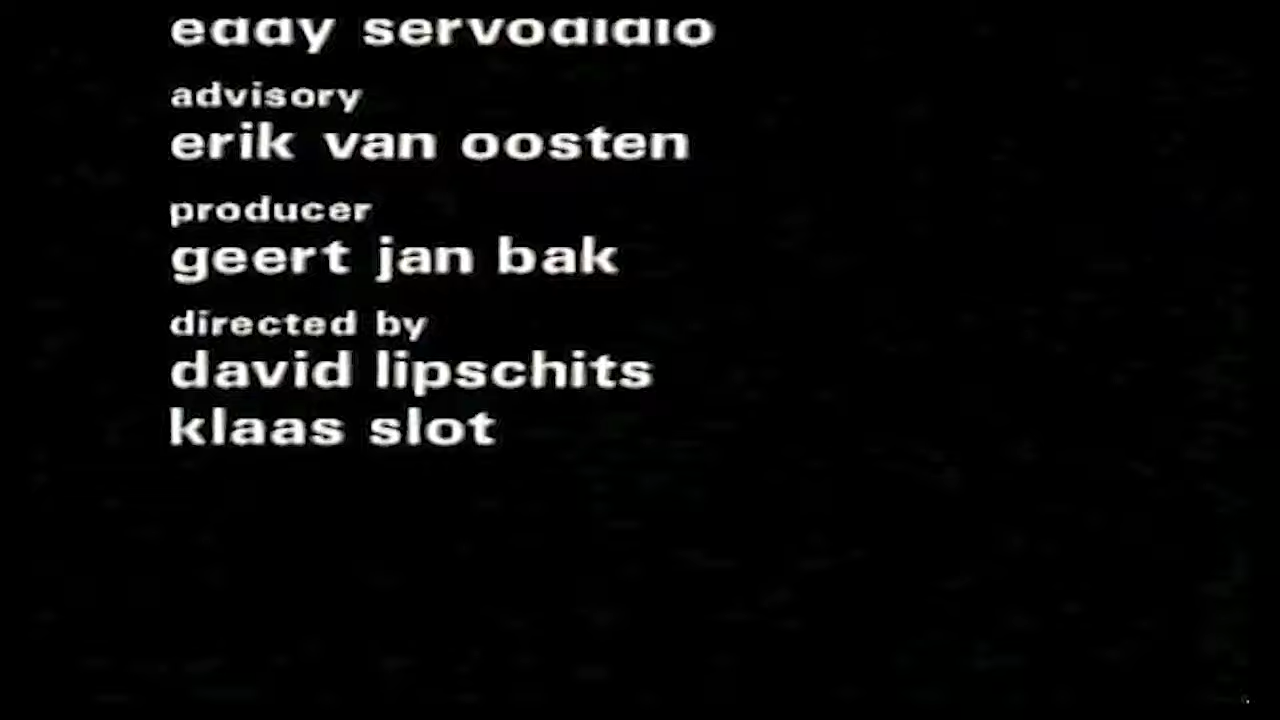 eddy servodidio
advisory
erik van oosten
producer
geert jan bak
directed by
david lipschits
klaas slot